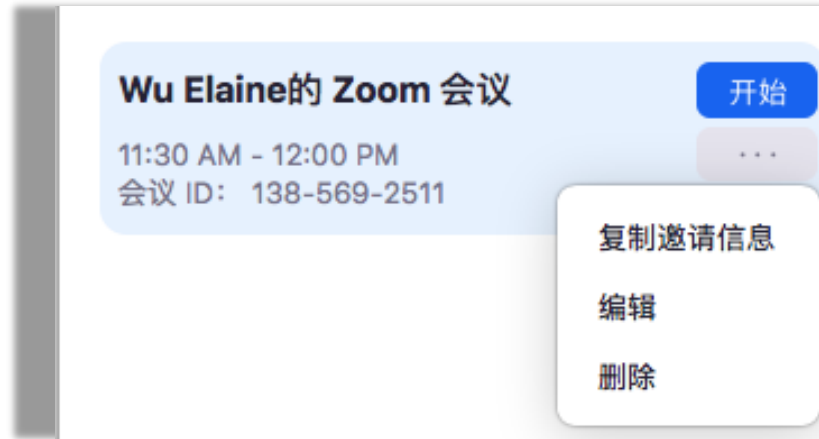 Wu Elaine的 Zoom 会议
开始
11:30 AM - 12:00 PM
...
会议 ID： 138-569-2511
复制邀请信息
编辑
删除